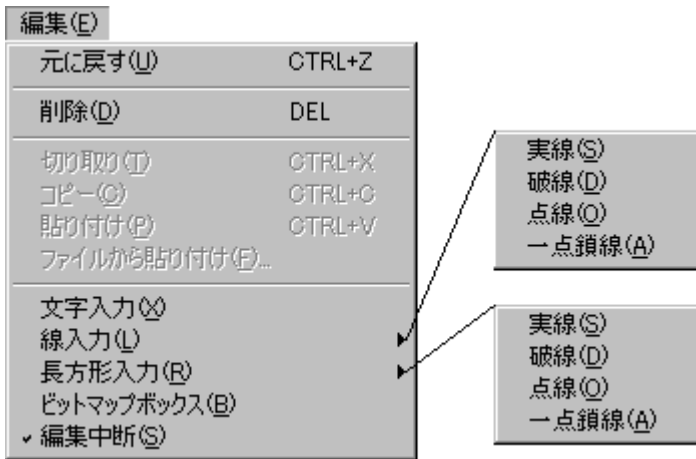 編集(E)
元に戻す(U) CTRL+Z
削除(D) DEL
切り取り(T) CTRL+X
コピー(C) CTRL+C
貼り付け(P) CTRL+V
ファイルから貼り付け(F)...
文字入力(X)
線入力(L)
長方形入力(R)
ビットマップボックス(B)
編集中断(S)
実線(S)
破線(D)
点線(O)
一点鎖線(A)
実線(S)
破線(D)
点線(O)
一点鎖線(A)